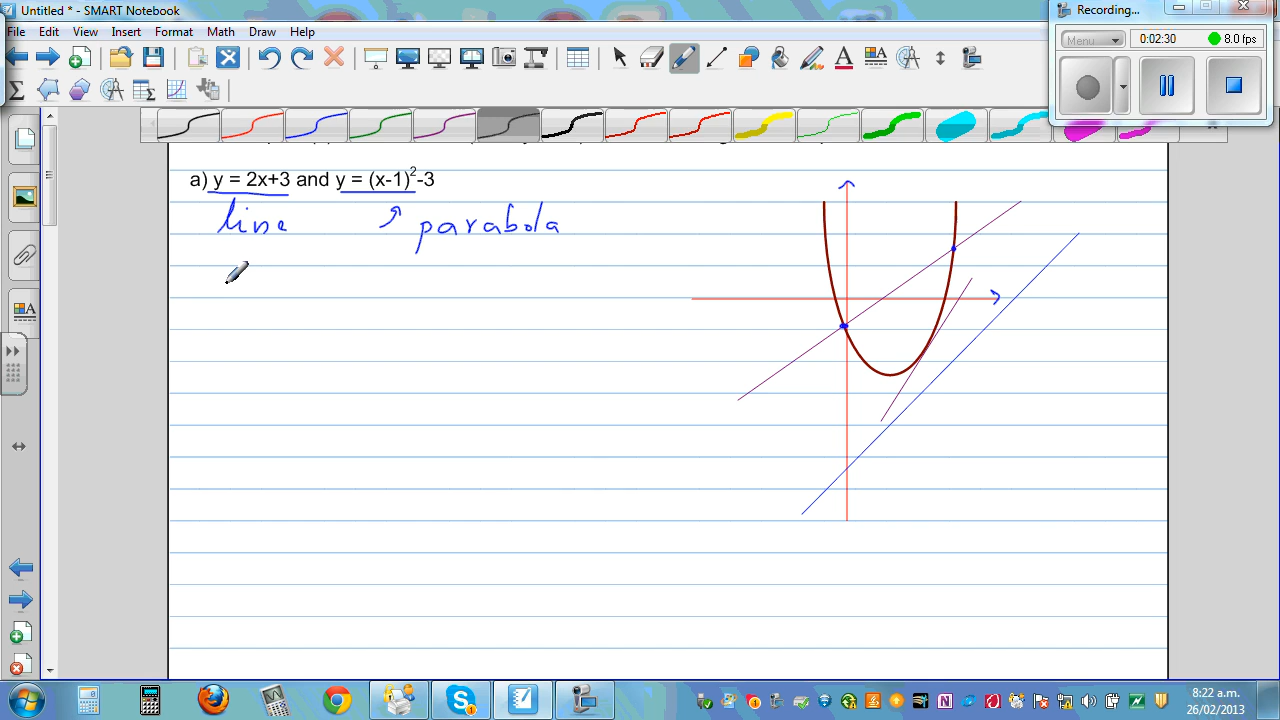 Untitled * - SMART Notebook
Recording...
File Edit View Insert Format Math Draw Help
Menu 0:02:30 8.0 fps
a) y = 2x+3 and y = (x-1)²-3
line parabola
8:22 a.m.
26/02/2013